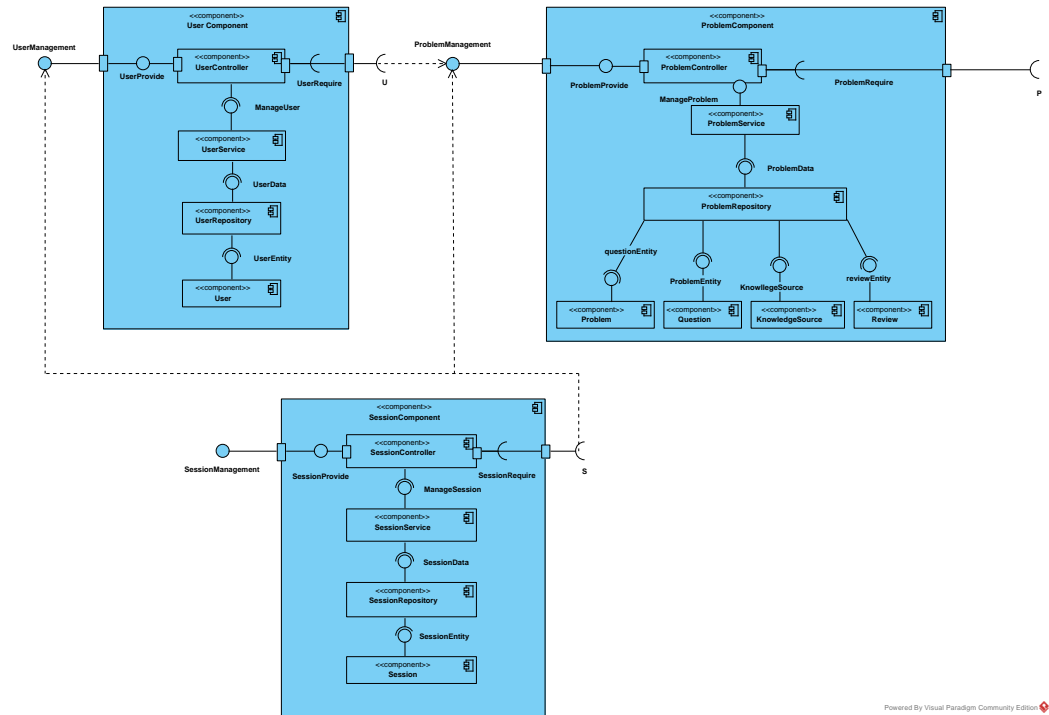 <<component>>
User Component
UserManagement
UserProvide
<<component>>
UserController
UserRequire
U
ManageUser
<<component>>
UserService
UserData
<<component>>
UserRepository
UserEntity
<<component>>
User
<<component>>
ProblemComponent
ProblemManagement
ProblemProvide
<<component>>
ProblemController
ProblemRequire
P
ManageProblem
<<component>>
ProblemService
ProblemData
<<component>>
ProblemRepository
questionEntity
ProblemEntity
KnowllegeSource
reviewEntity
<<component>>
Problem
<<component>>
Question
<<component>>
KnowledgeSource
<<component>>
Review
<<component>>
SessionComponent
SessionManagement
SessionProvide
<<component>>
SessionController
SessionRequire
S
ManageSession
<<component>>
SessionService
SessionData
<<component>>
SessionRepository
SessionEntity
<<component>>
Session
Powered By Visual Paradigm Community Edition